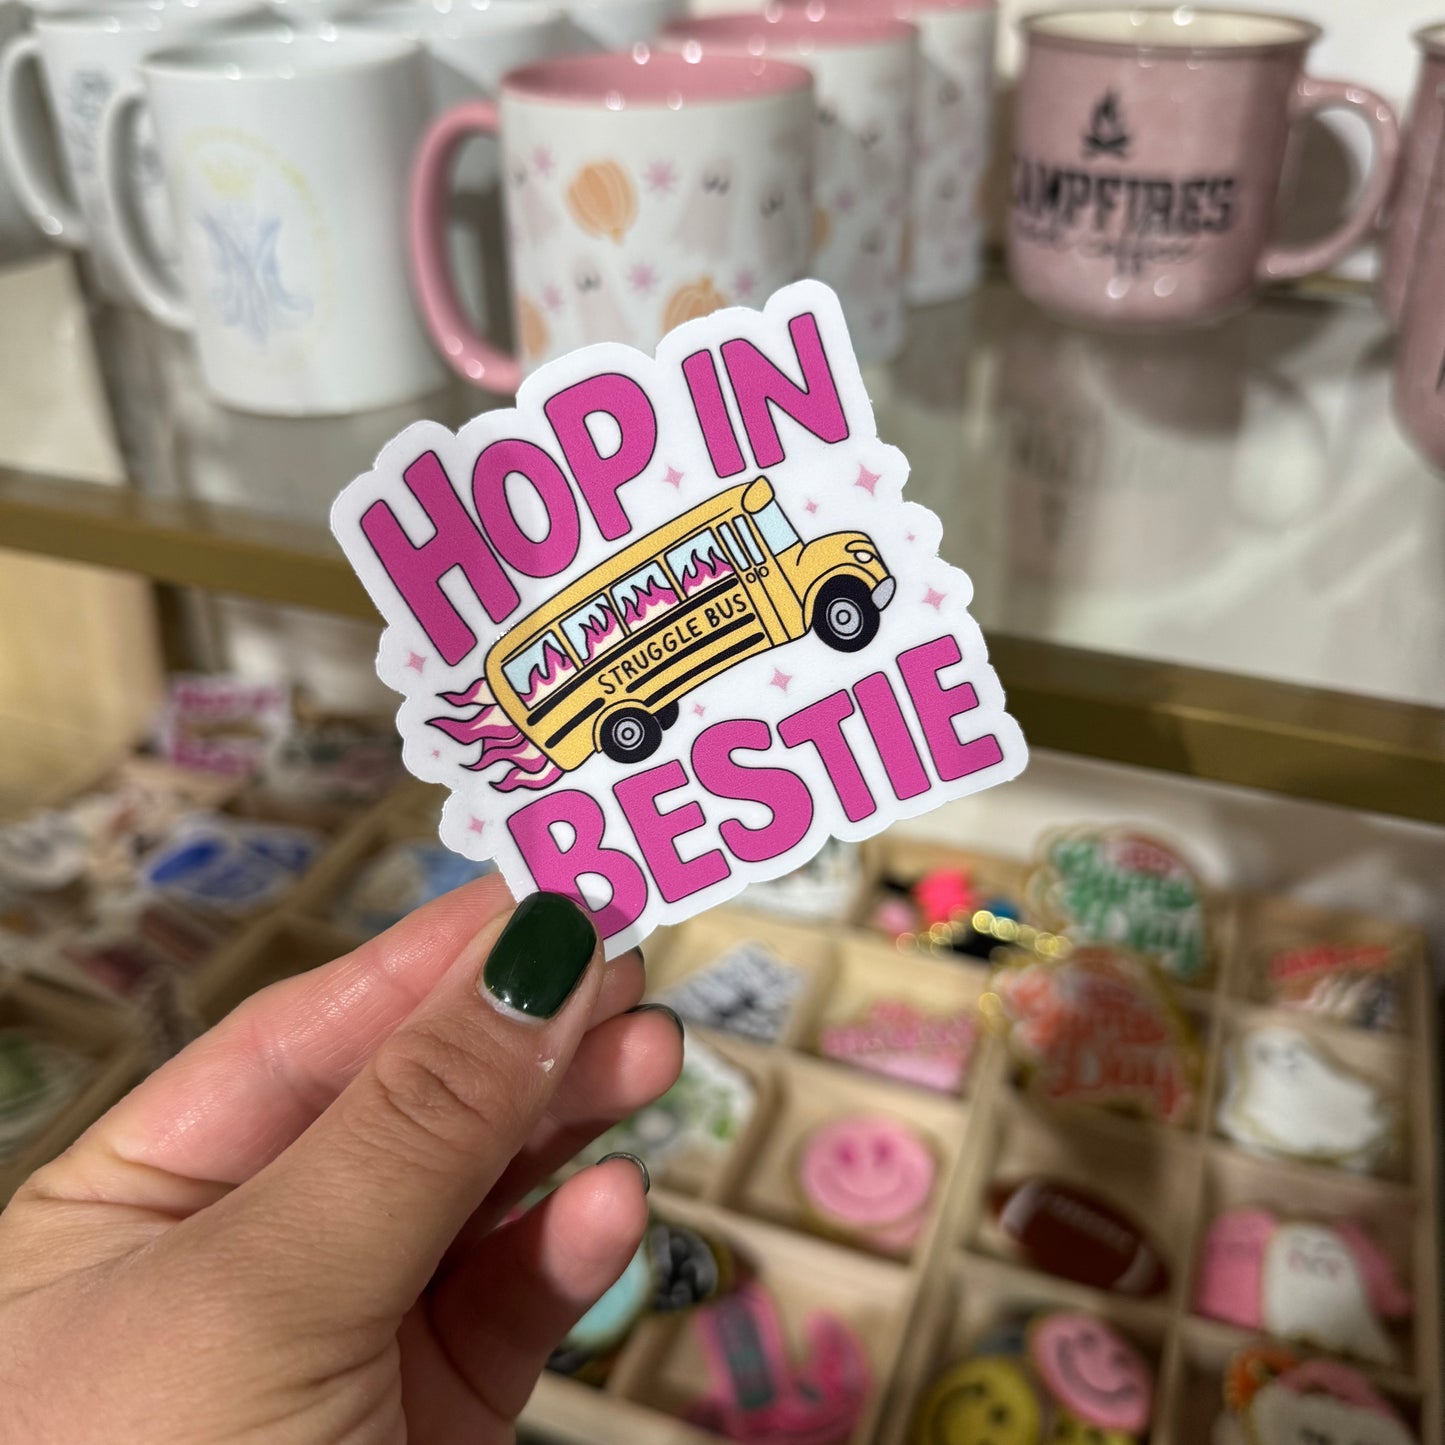 HOP IN
STRUGGLE BUS
BESTIE
CAMPFIRES